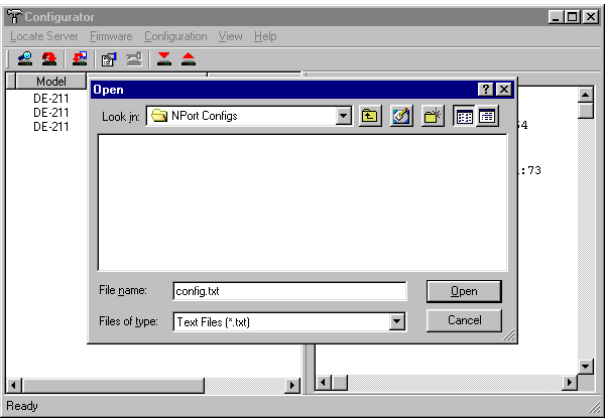 Configurator
Locate Server Firmware Configuration View Help
Model
DE-211
DE-211
DE-211
Open
Look in: NPort Configs
File name: config.txt
Open
Files of type: Text Files (*.txt)
Cancel
:73
Ready